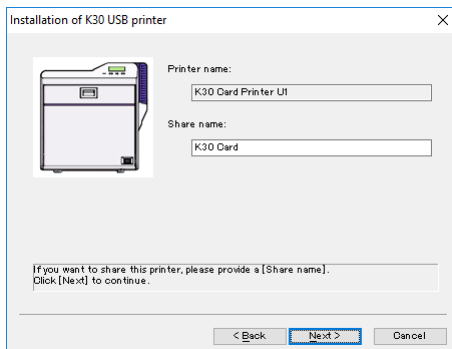 Installation of K30 USB printer
Printer name:
K30 Card Printer U1
Share name:
K30 Card
If you want to share this printer, please provide a [Share name].
Click [Next] to continue.
< Back
Next >
Cancel